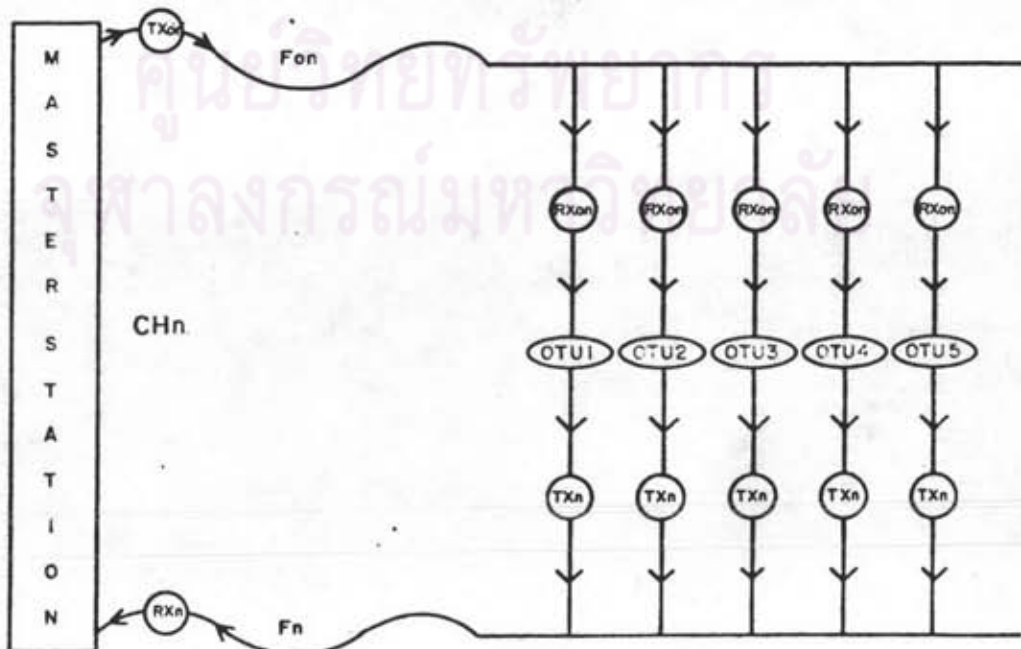 MASTER STATION
TXon
Fon
ศูนย์วิทยทรัพยากร
จุฬาลงกรณ์มหาวิทยาลัย
RXon RXon RXon RXon RXon
CHn
OTU1 OTU2 OTU3 OTU4 OTU5
TXn TXn TXn TXn TXn
RXn
Fn